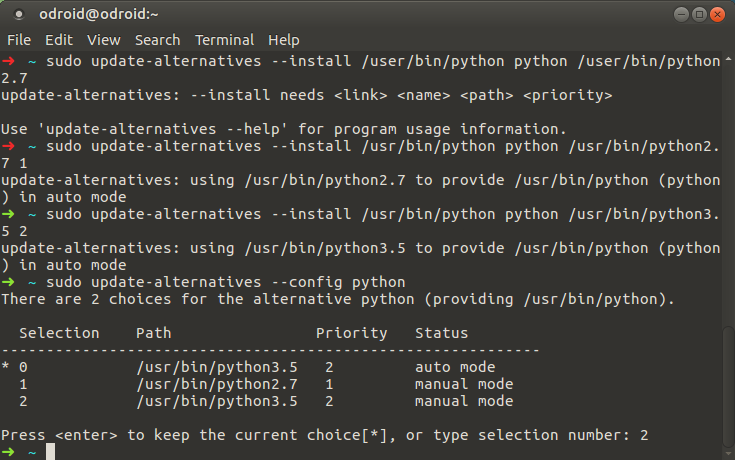 odroid@odroid:~
File Edit View Search Terminal Help
➜ ~ sudo update-alternatives --install /user/bin/python python /user/bin/python
2.7
update-alternatives: --install needs <link> <name> <path> <priority>
Use 'update-alternatives --help' for program usage information.
➜ ~ sudo update-alternatives --install /usr/bin/python python /usr/bin/python2.
7 1
update-alternatives: using /usr/bin/python2.7 to provide /usr/bin/python (python
) in auto mode
➜ ~ sudo update-alternatives --install /usr/bin/python python /usr/bin/python3.
5 2
update-alternatives: using /usr/bin/python3.5 to provide /usr/bin/python (python
) in auto mode
➜ ~ sudo update-alternatives --config python
There are 2 choices for the alternative python (providing /usr/bin/python).
Selection Path Priority Status
------------------------------------------------------------
* 0 /usr/bin/python3.5 2 auto mode
1 /usr/bin/python2.7 1 manual mode
2 /usr/bin/python3.5 2 manual mode
Press <enter> to keep the current choice[*], or type selection number: 2
➜ ~